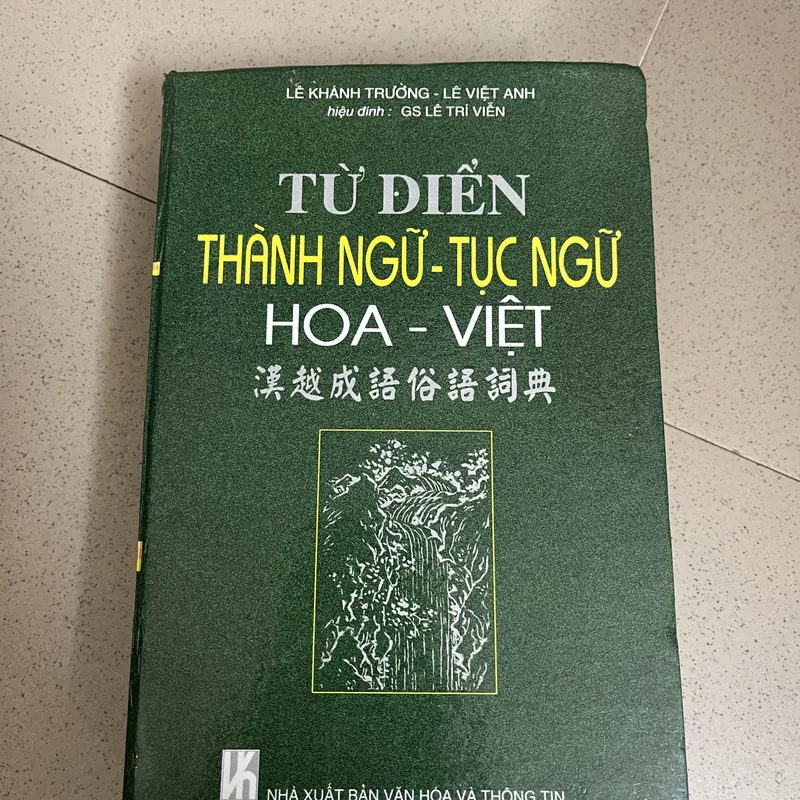 LÊ KHÁNH TRƯỜNG - LÊ VIỆT ANH
hiệu đính : GS LÊ TRÍ VIỄN
TỪ ĐIỂN
THÀNH NGỮ - TỤC NGỮ
HOA - VIỆT
漢越成語俗語詞典
NHÀ XUẤT BẢN VĂN HÓA VÀ THÔNG TIN